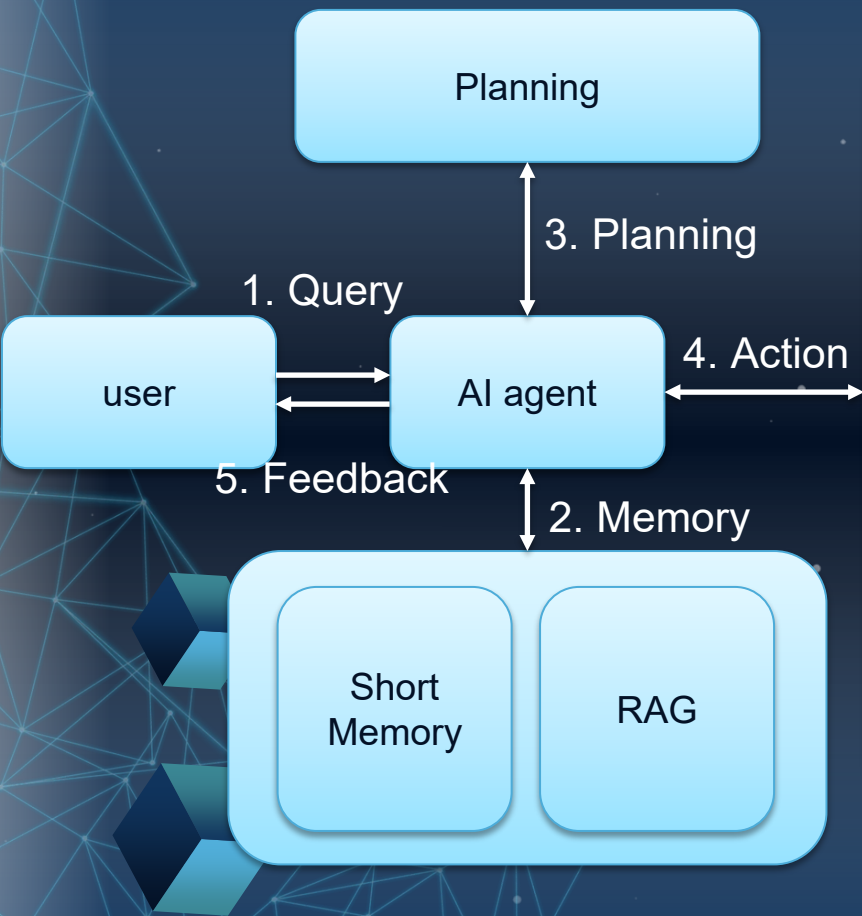 Planning
3. Planning
1. Query
user
AI agent
4. Action
5. Feedback
2. Memory
Short
Memory
RAG